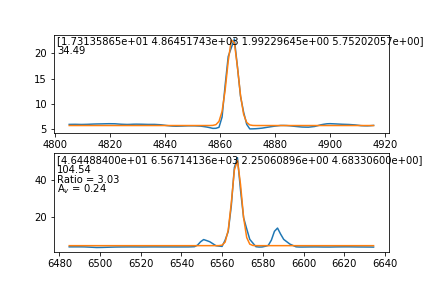 [1.73135865e+01 4.86451743e+03 1.99229645e+00 5.75202057e+00]
34.49
20
15
10
5
4800 4820 4840 4860 4880 4900 4920
[4.64488400e+01 6.56714136e+03 2.25060896e+00 4.68330600e+00]
104.54
Ratio = 3.03
Aν = 0.24
40
20
6480 6500 6520 6540 6560 6580 6600 6620 6640